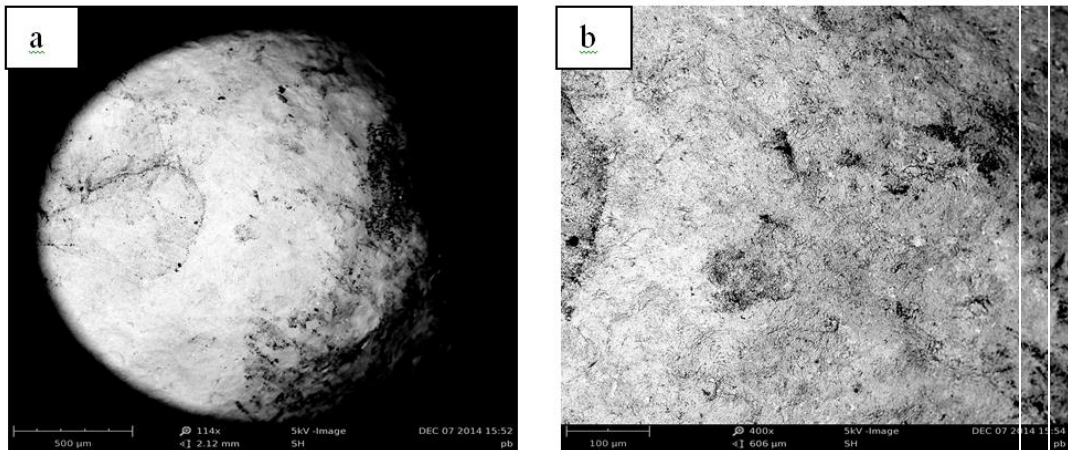 a
b
500 µm
114x
2.12 mm
5kV -Image
SH
DEC 07 2014 15:52
pb
100 µm
400x
606 µm
5kV -Image
SH
DEC 07 2014 15:54
pb